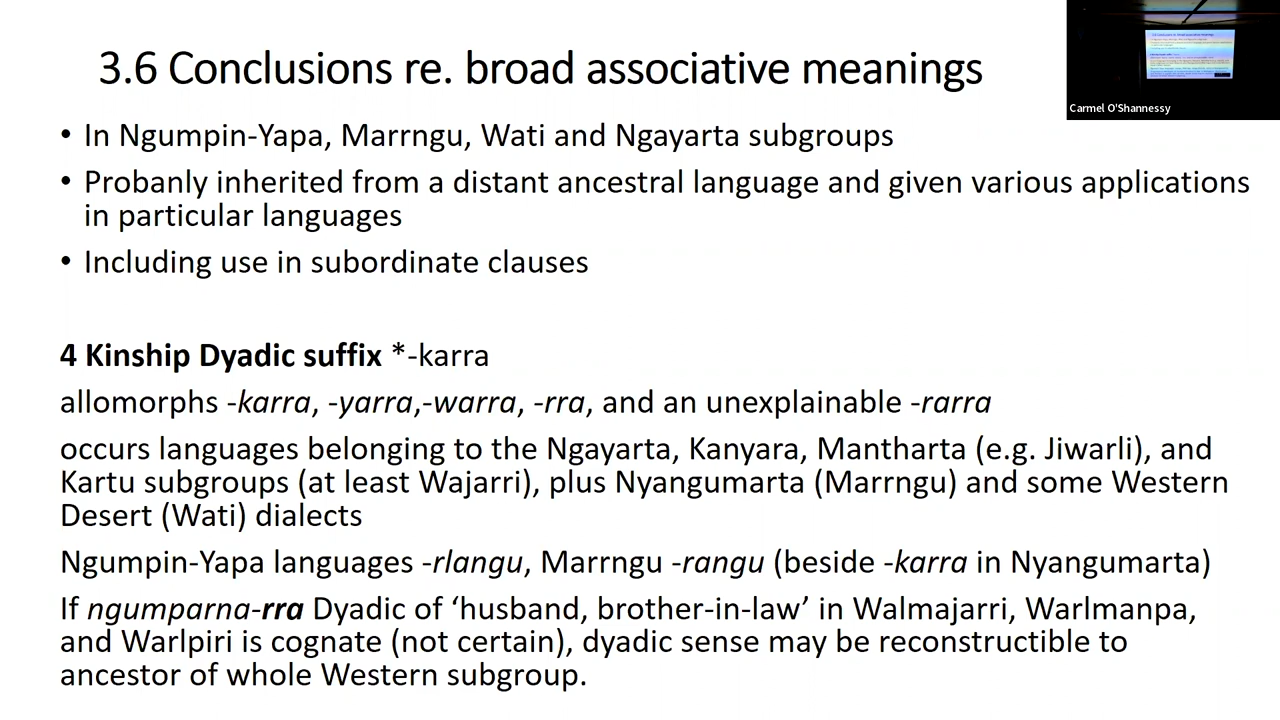 3.6 Conclusions re. broad associative meanings
Carmel O'Shannessy
• In Ngumpin-Yapa, Marrngu, Wati and Ngayarta subgroups
• Probanly inherited from a distant ancestral language and given various applications
in particular languages
• Including use in subordinate clauses
4 Kinship Dyadic suffix *-karra
allomorphs -karra, -yarra,-warra, -rra, and an unexplainable -rarra
occurs languages belonging to the Ngayarta, Kanyara, Mantharta (e.g. Jiwarli), and
Kartu subgroups (at least Wajarri), plus Nyangumarta (Marrngu) and some Western
Desert (Wati) dialects
Ngumpin-Yapa languages -rlangu, Marrngu -rangu (beside -karra in Nyangumarta)
If ngumparna-rra Dyadic of ‘husband, brother-in-law’ in Walmajarri, Warlmanpa,
and Warlpiri is cognate (not certain), dyadic sense may be reconstructible to
ancestor of whole Western subgroup.